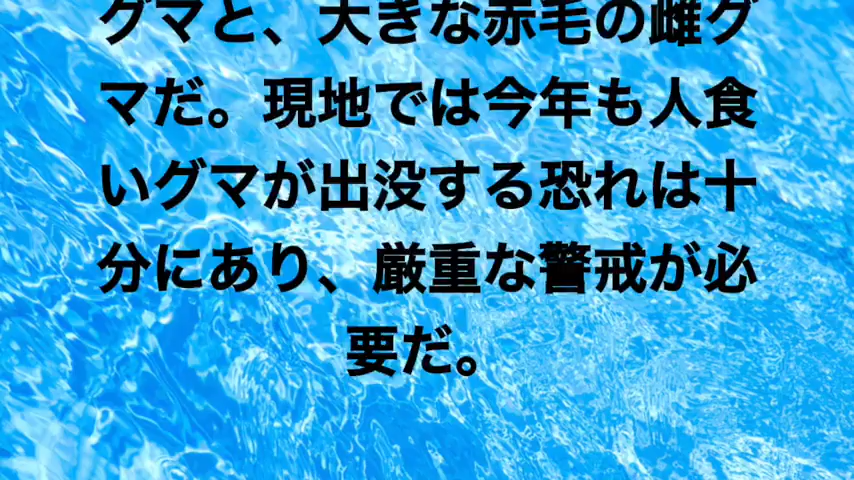 グマと、大きな赤毛の雌グ
マだ。現地では今年も人食
いグマが出没する恐れは十
分にあり、厳重な警戒が必
要だ。